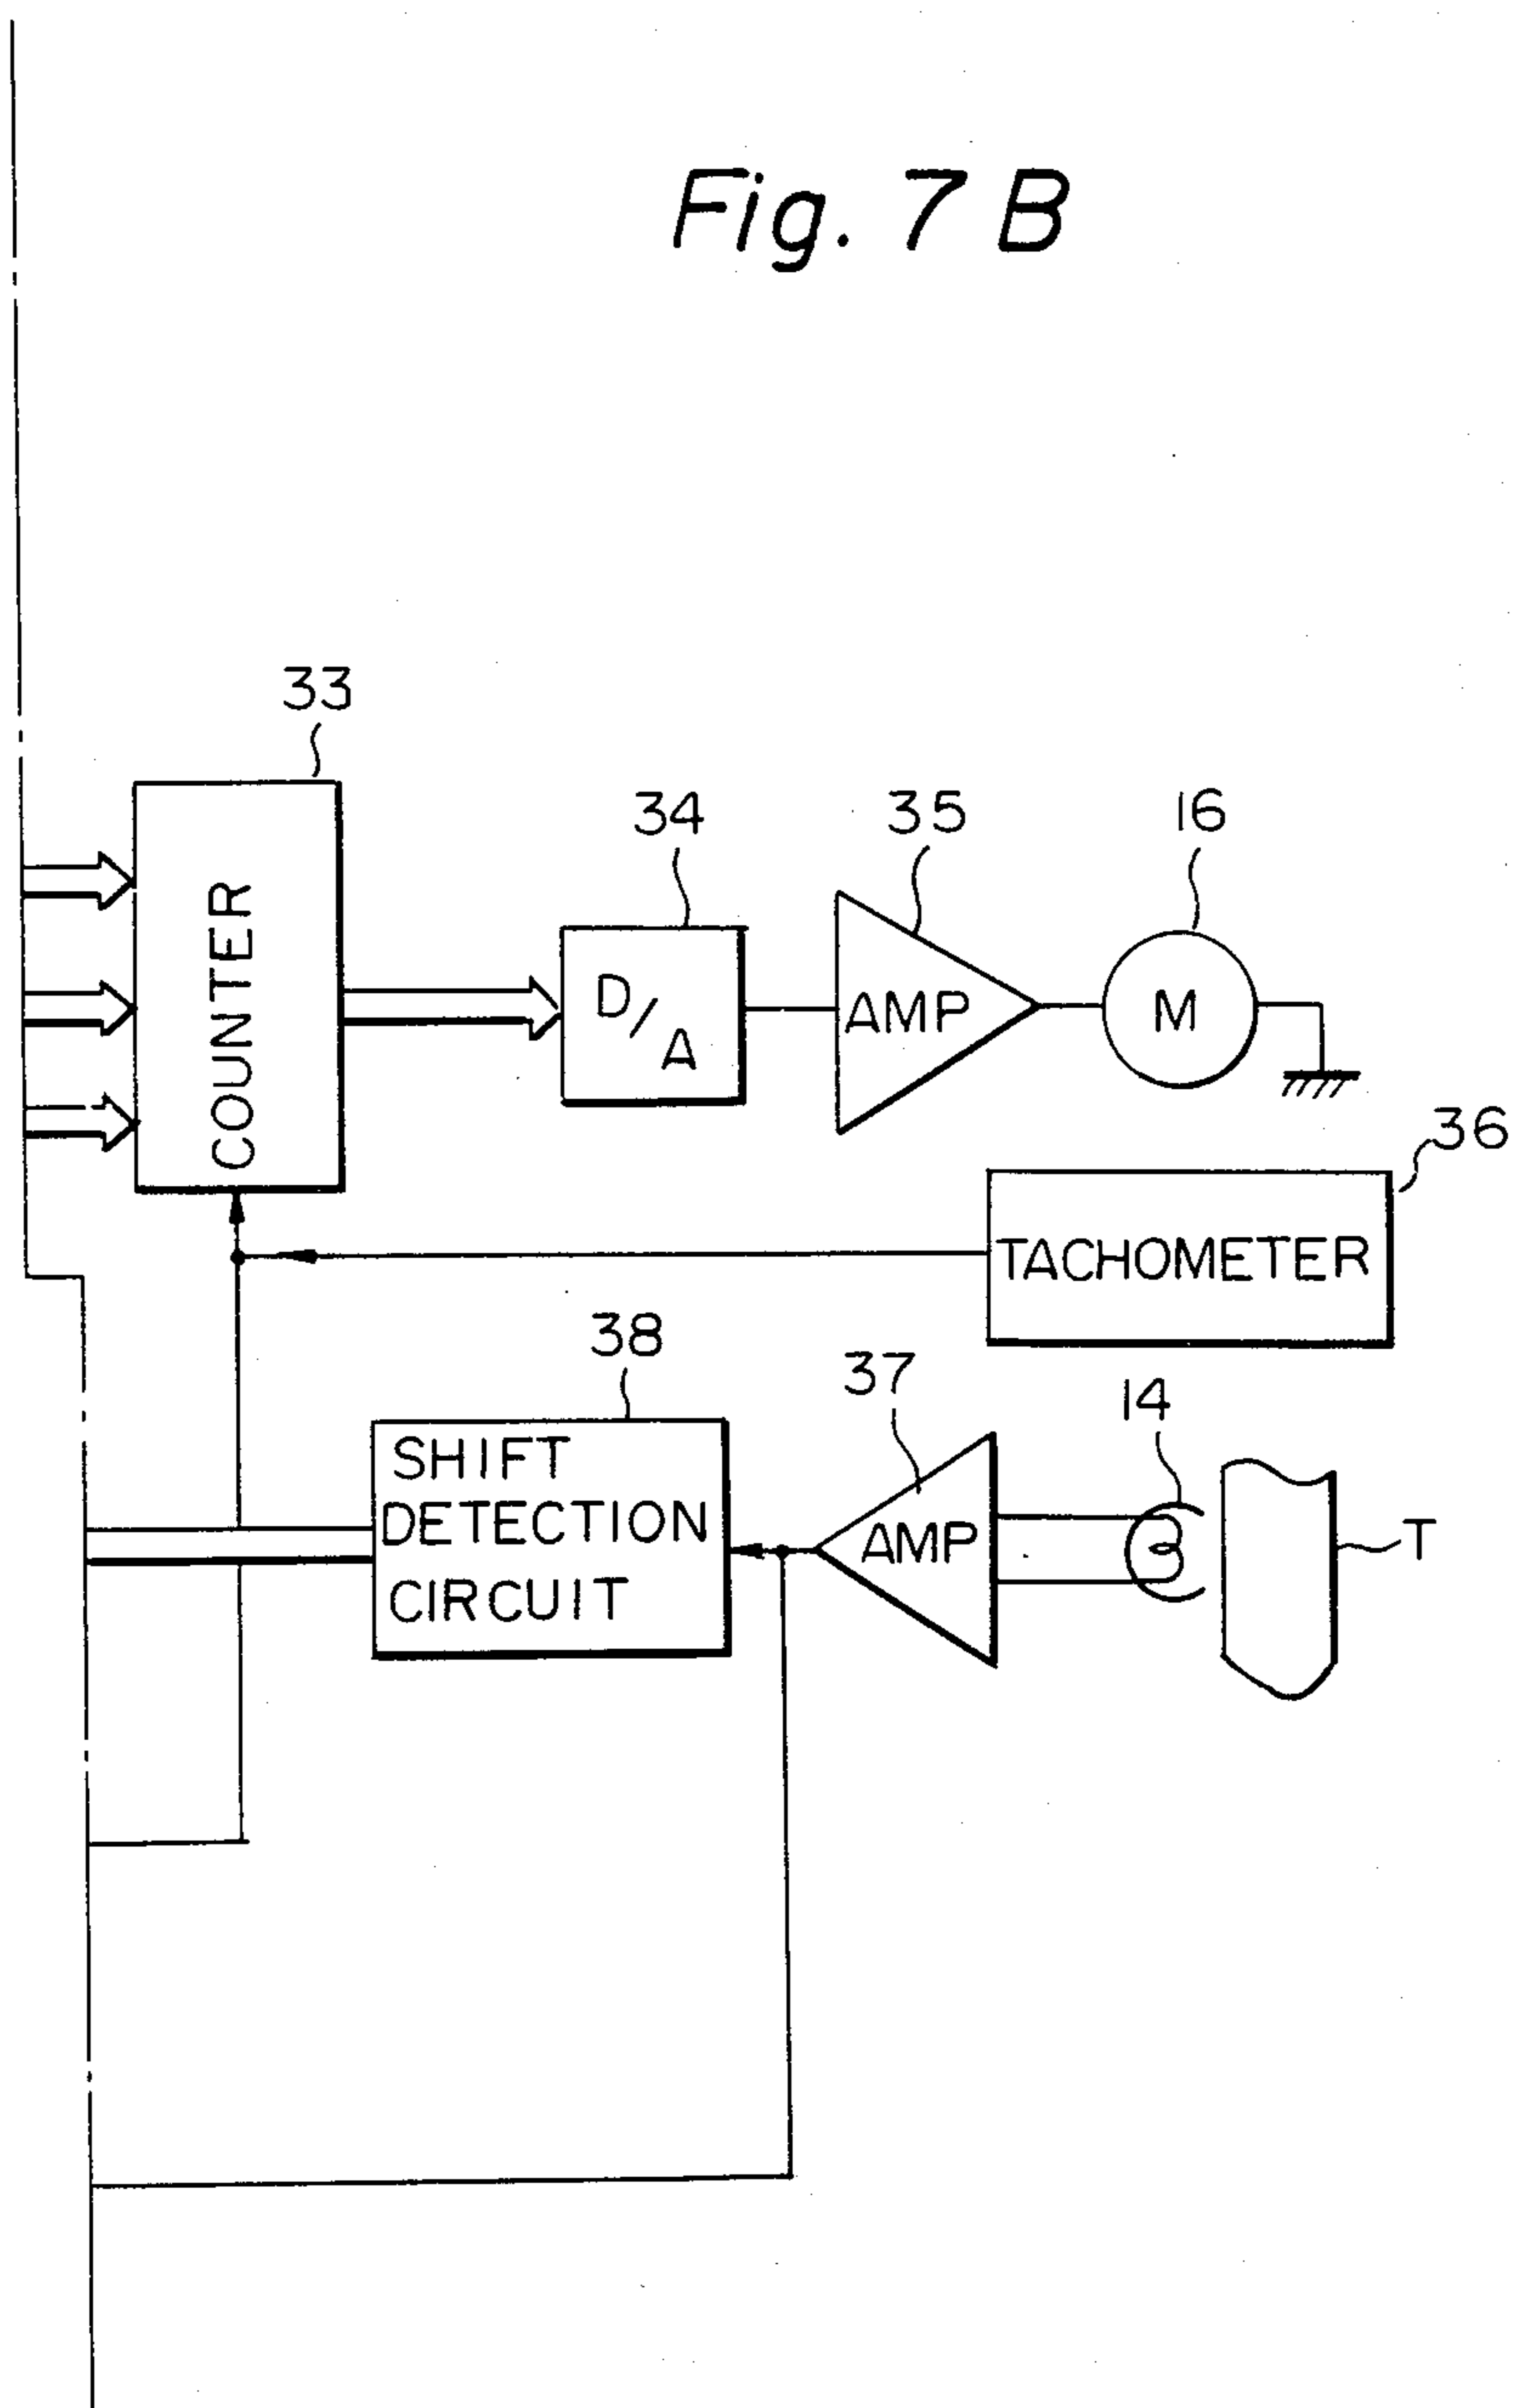 Fig. 7 B
33
34
35
16
COUNTER
D/A
AMP
M
36
TACHOMETER
38
37
14
SHIFT
DETECTION
CIRCUIT
AMP
T